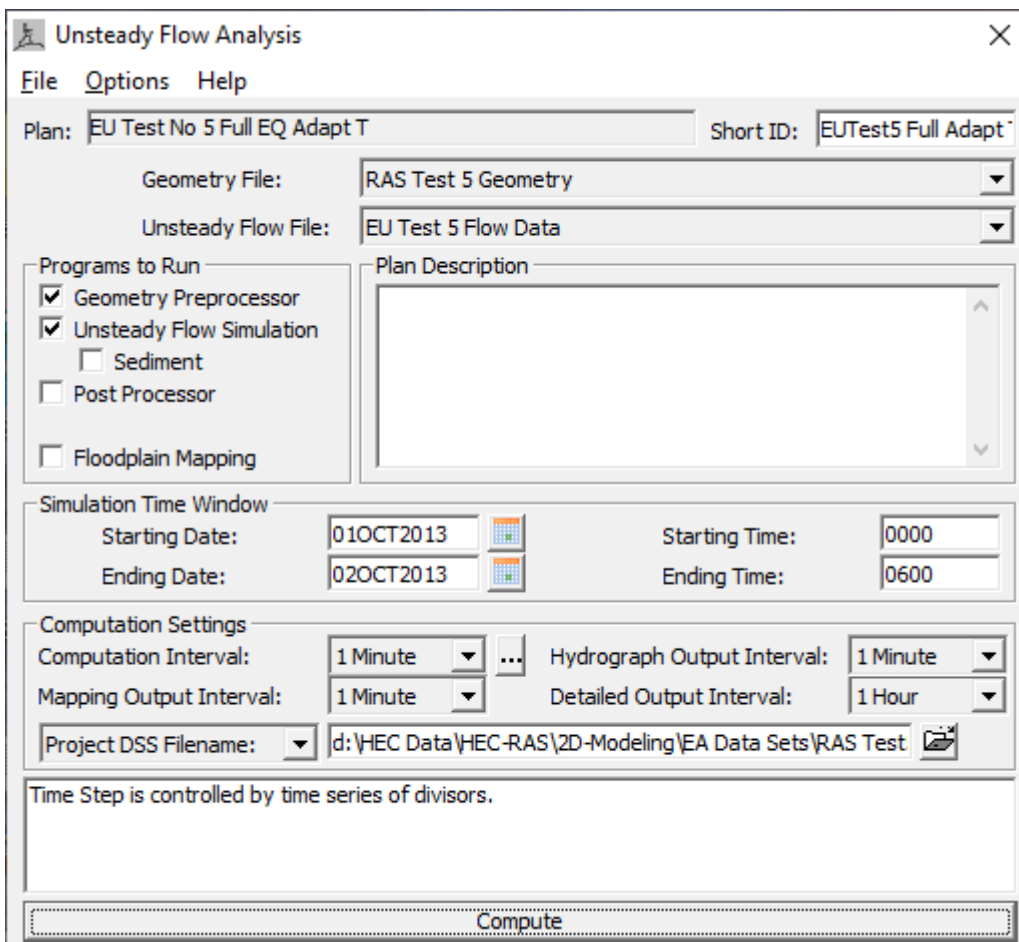 Unsteady Flow Analysis
File Options Help
Plan: EU Test No 5 Full EQ Adapt T Short ID: EUTest5 Full Adapt
Geometry File: RAS Test 5 Geometry
Unsteady Flow File: EU Test 5 Flow Data
Programs to Run Plan Description
Geometry Preprocessor
Unsteady Flow Simulation
Sediment
Post Processor
Floodplain Mapping
Simulation Time Window
Starting Date: 01OCT2013 Starting Time: 0000
Ending Date: 02OCT2013 Ending Time: 0600
Computation Settings
Computation Interval: 1 Minute ... Hydrograph Output Interval: 1 Minute
Mapping Output Interval: 1 Minute Detailed Output Interval: 1 Hour
Project DSS Filename: d:\HEC Data\HEC-RAS\2D-Modeling\EA Data Sets\RAS Test
Time Step is controlled by time series of divisors.
Compute